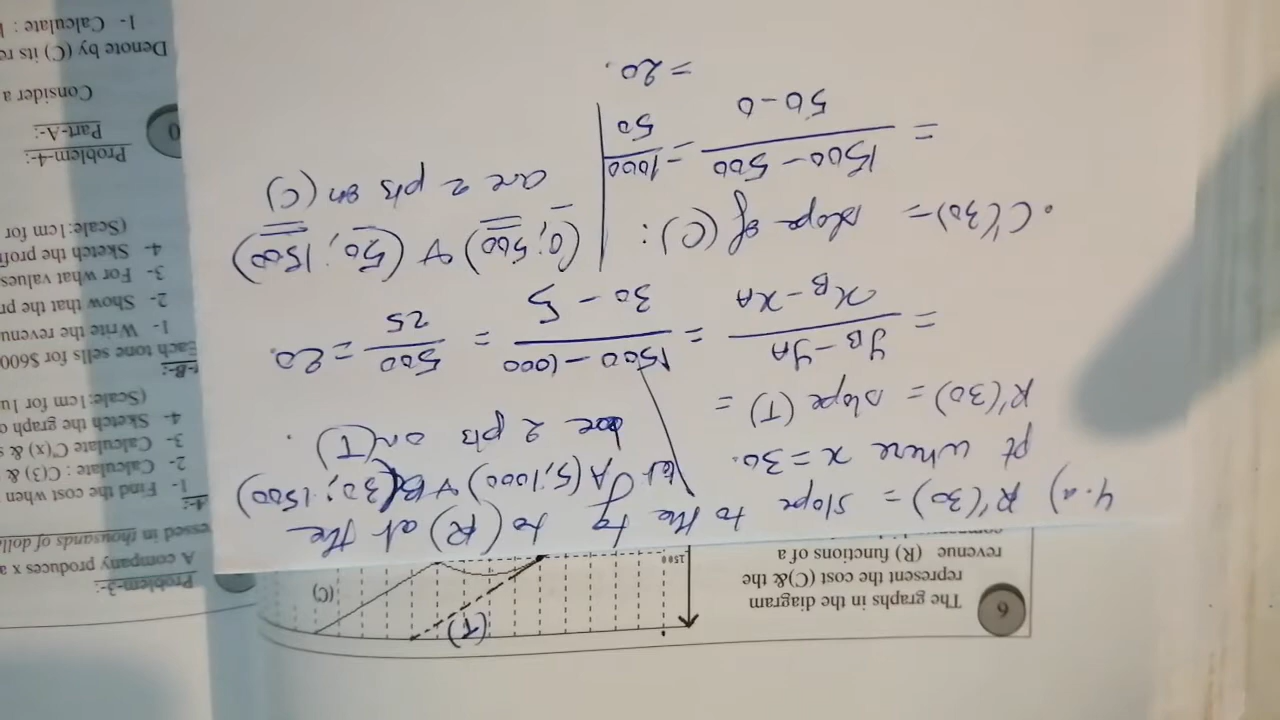 4.a) R'(30) = slope to the tg to (R) at the
pt where x = 30.
let A(5;1000) & B(30;1500)
are 2 pts on (T).
R'(30) = slope (T) =
= yB - yA / xB - xA = 1500 - 1000 / 30 - 5 = 500 / 25 = 20.
. C'(30) = slope of (C):
(0;500) & (50;1500)
are 2 pts on (C)
= 1500 - 500 / 50 - 0 = 1000 / 50
= 20.
6
The graphs in the diagram
represent the cost (C)&(C) the
revenue (R) functions of a
1500
(C)
(T)
Problem-3-:
A company produces x a
essed in thousands of dolla
1- Find the cost when
2- Calculate : C(3) &
3- Calculate C'(x) & s
4- Sketch the graph o
(Scale:1cm for 1u
t-B-:
Each tone sells for $600
1- Write the revenu
2- Show that the pr
3- For what values
4- Sketch the profi
(Scale:1cm for
Problem-4-:
Part-A-:
0
Consider a
Denote by (C) its re
1- Calculate :